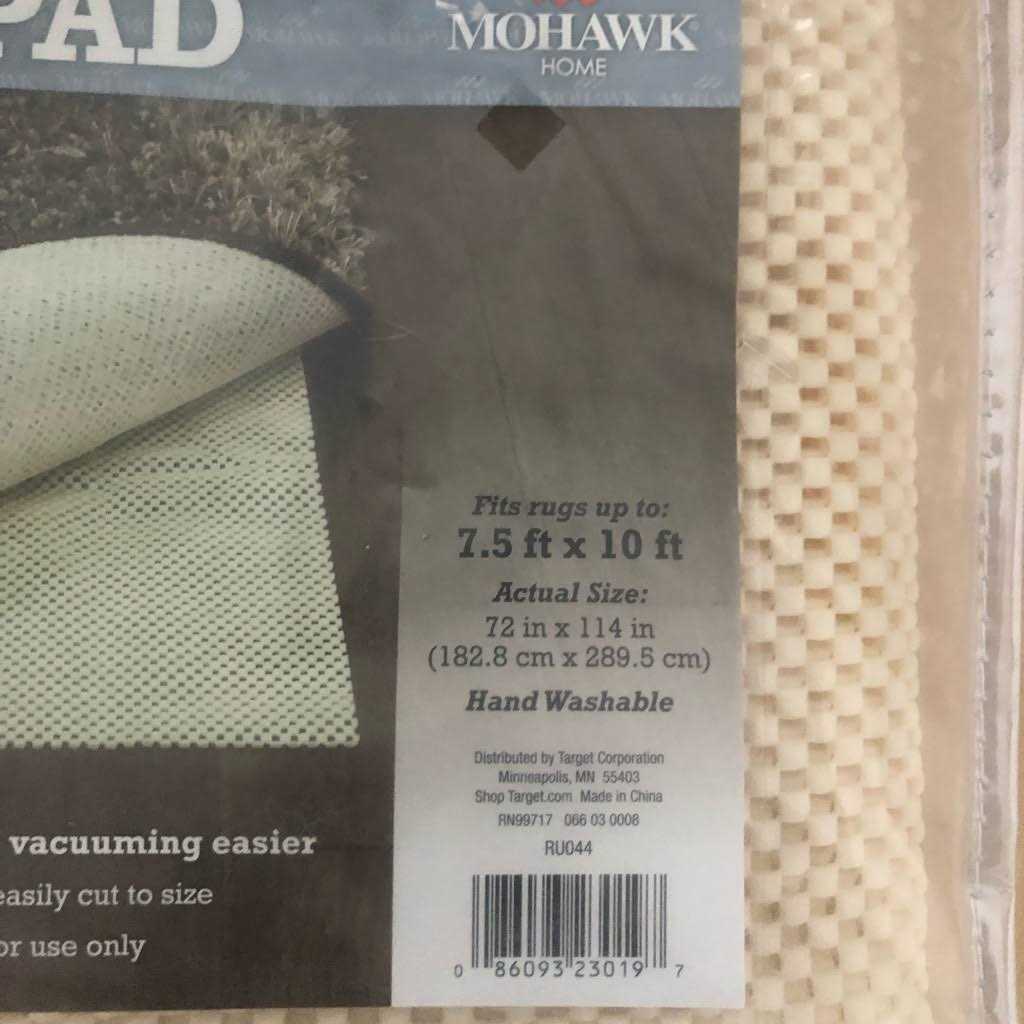 PAD
MOHAWK
HOME
Fits rugs up to:
7.5 ft x 10 ft
Actual Size:
72 in x 114 in
(182.8 cm x 289.5 cm)
Hand Washable
Distributed by Target Corporation
Minneapolis, MN 55403
Shop Target.com Made in China
RN99717 066 03 0008
RU044
vacuuming easier
easily cut to size
or use only
0 86093 23019 7